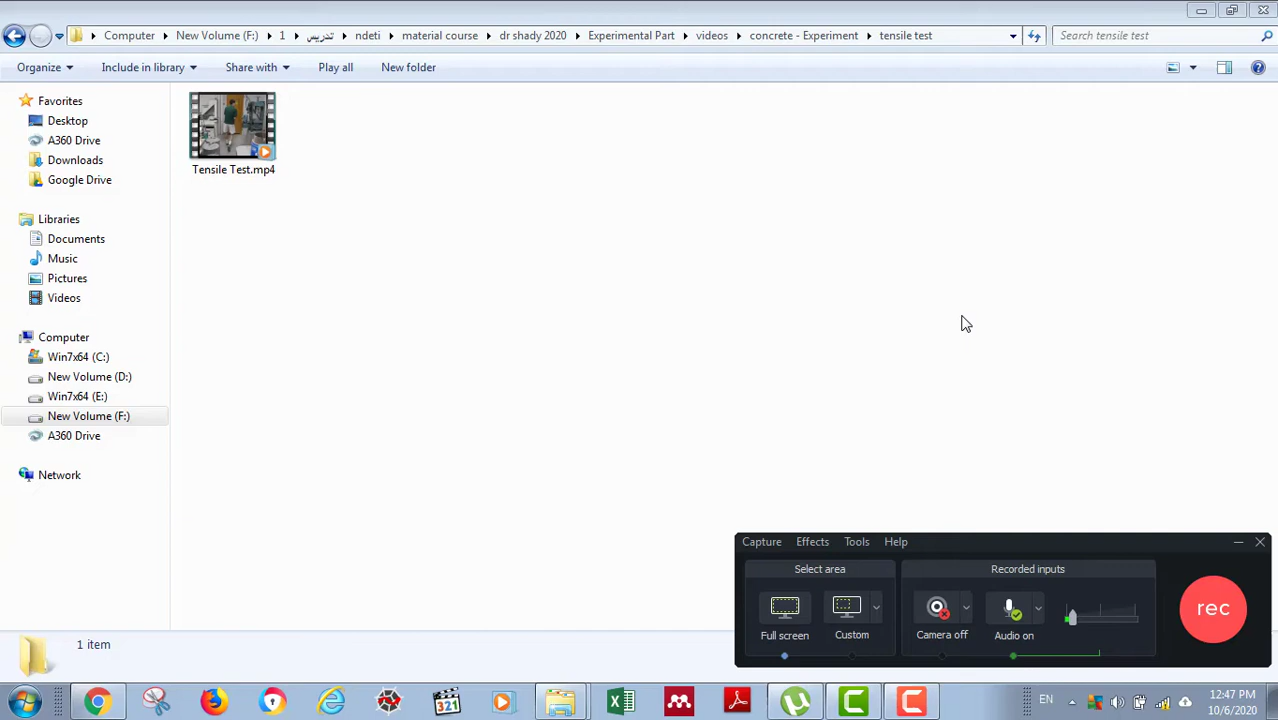 Computer New Volume (F:) 1 تدريس ndeti material course dr shady 2020 Experimental Part videos concrete - Experiment tensile test Search tensile test
Organize Include in library Share with Play all New folder
Favorites
Desktop
A360 Drive
Downloads
Google Drive
Libraries
Documents
Music
Pictures
Videos
Computer
Win7x64 (C:)
New Volume (D:)
Win7x64 (E:)
New Volume (F:)
A360 Drive
Network
Tensile Test.mp4
Capture Effects Tools Help
Select area Recorded inputs
rec
Full screen Custom Camera off Audio on
1 item
321
EN
12:47 PM
10/6/2020